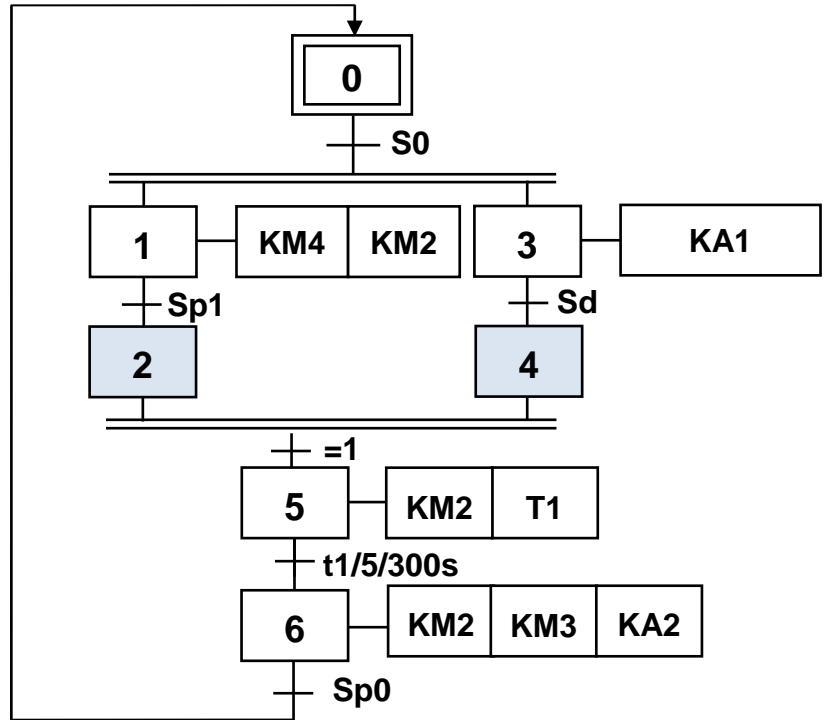 0
S0
1 KM4 KM2 3 KA1
Sp1 Sd
2 4
=1
5 KM2 T1
t1/5/300s
6 KM2 KM3 KA2
Sp0